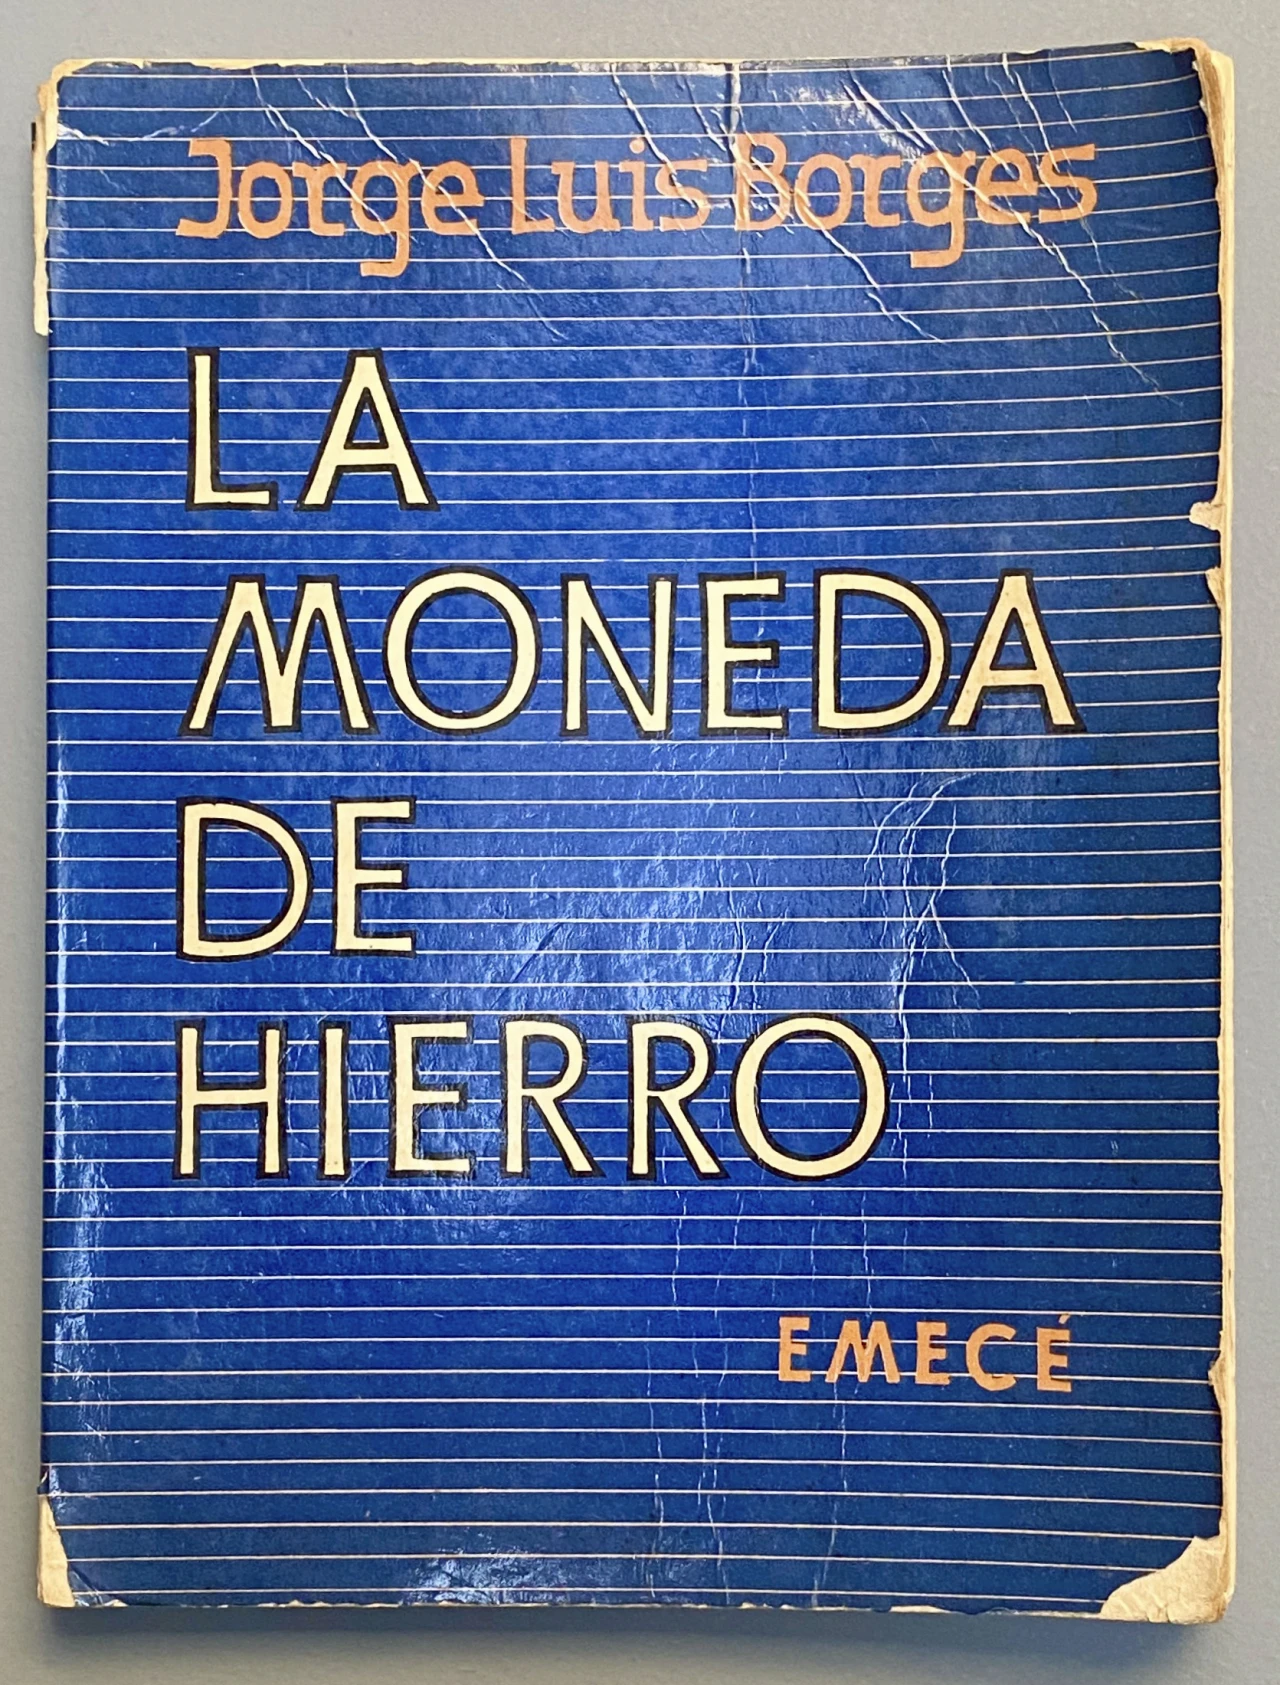 Jorge Luis Borges
LA
MONEDA
DE
HIERRO
EMECÉ